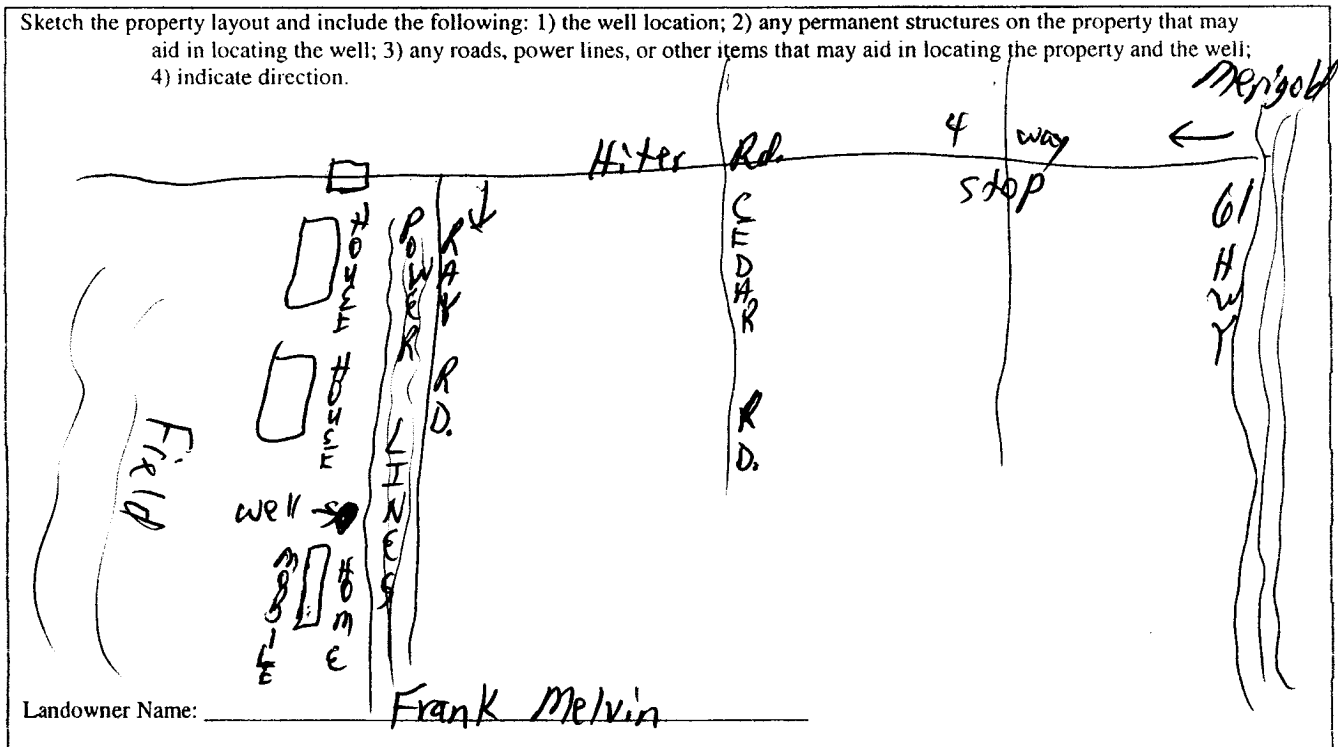 Sketch the property layout and include the following: 1) the well location; 2) any permanent structures on the property that may
aid in locating the well; 3) any roads, power lines, or other items that may aid in locating the property and the well;
4) indicate direction.
Merigold
4 way
stop
Hiter Rd.
61 HWY
CEDAR RD.
RAY RD.
POWER LINES
HOUSE
HOUSE
Field
well
MOBILE HOME
Landowner Name: Frank Melvin